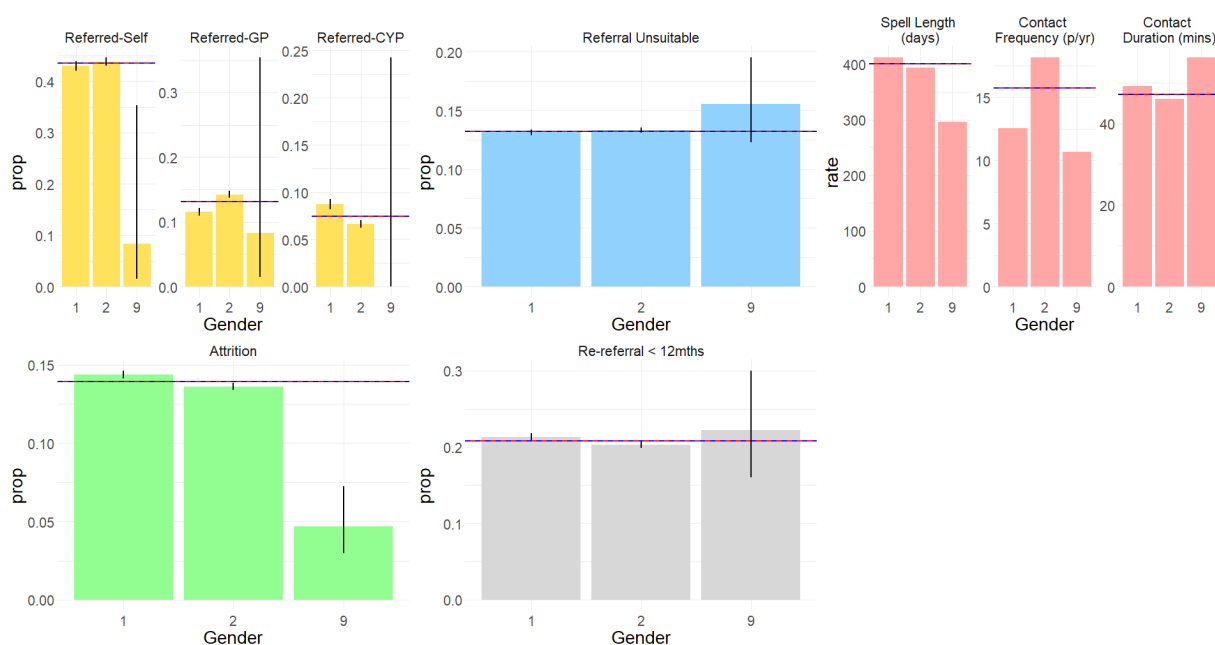 Referred-Self
Referred-GP
Referred-CYP
prop
0.4
0.3
0.2
0.1
0.0
0.3
0.2
0.1
0.0
0.25
0.20
0.15
0.10
0.05
0.00
1 2 9
1 2 9
1 2 9
Gender
Referral Unsuitable
prop
0.20
0.15
0.10
0.05
0.00
1 2 9
Gender
Spell Length
(days)
Contact
Frequency (p/yr)
Contact
Duration (mins)
rate
400
300
200
100
0
15
10
5
0
40
20
0
1 2 9
1 2 9
1 2 9
Gender
Attrition
prop
0.15
0.10
0.05
0.00
1 2 9
Gender
Re-referral < 12mths
prop
0.3
0.2
0.1
0.0
1 2 9
Gender